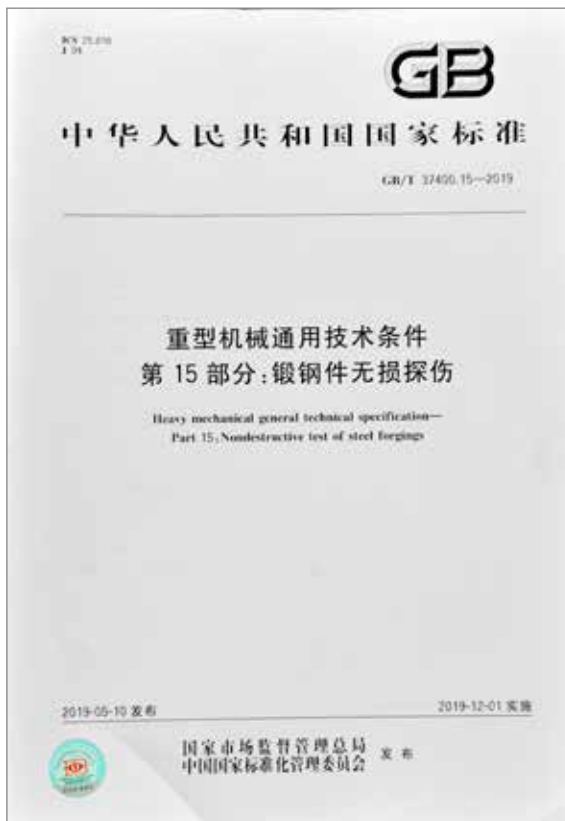 GB
中华人民共和国国家标准
GB/T 37400.15—2019
重型机械通用技术条件
第 15 部分:锻钢件无损探伤
Heavy mechanical general technical specification—
Part 15:Nondestructive test of steel forgings
2019-05-10 发布
2019-12-01 实施
国家市场监督管理总局
中国国家标准化管理委员会
发布